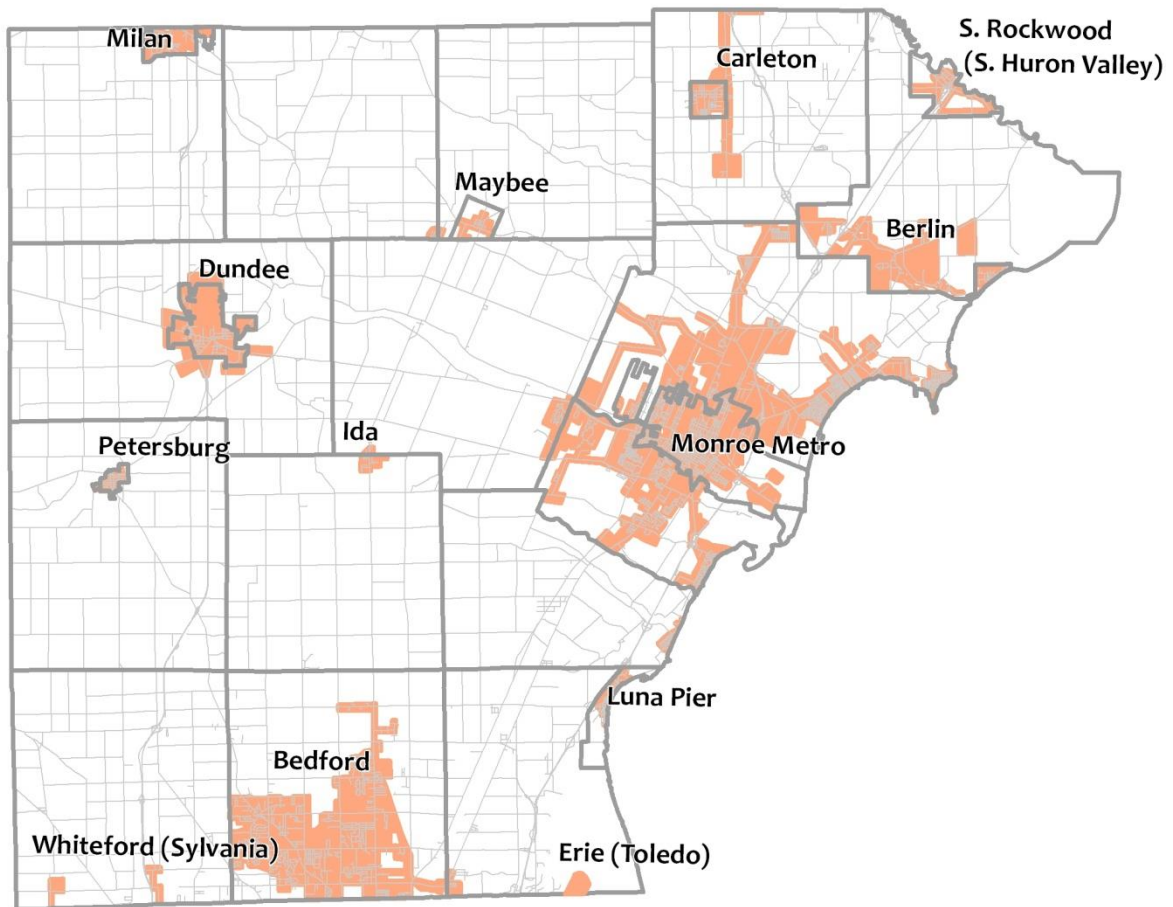 Milan
Carleton
S. Rockwood
(S. Huron Valley)
Maybee
Berlin
Dundee
Ida
Petersburg
Monroe Metro
Luna Pier
Bedford
Whiteford (Sylvania)
Erie (Toledo)